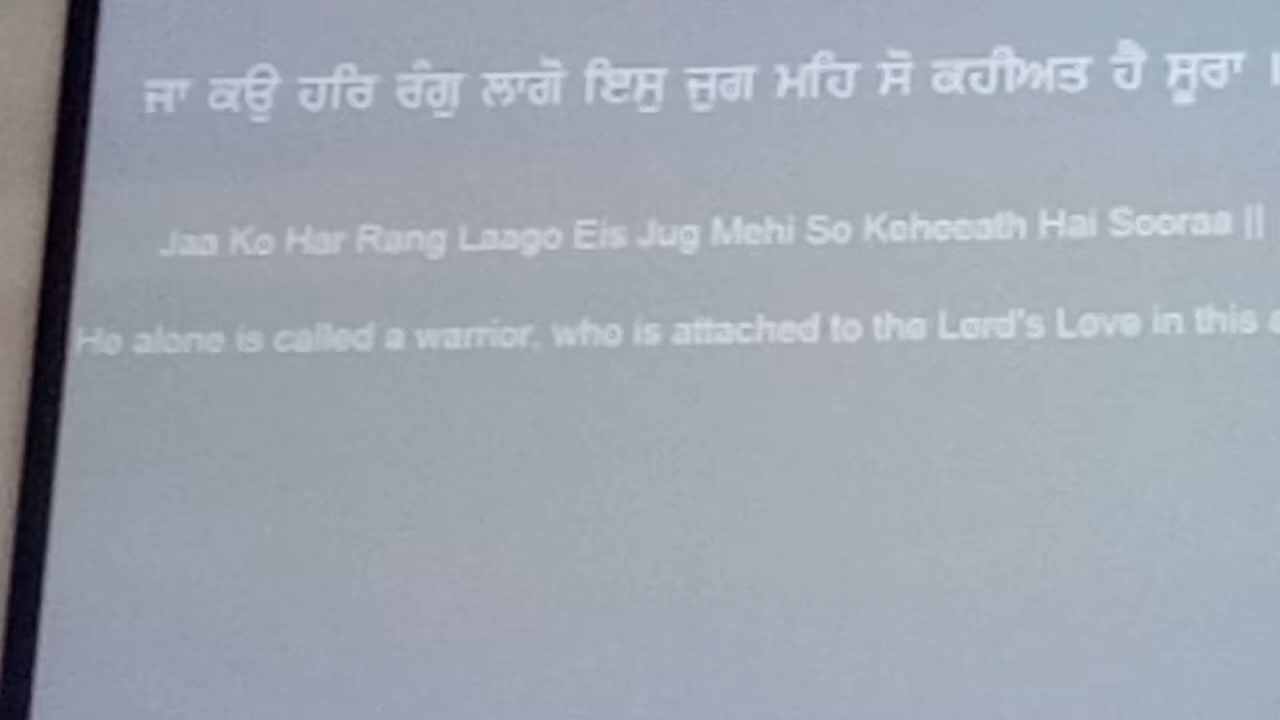 ਜਾ ਕਉ ਹਰਿ ਰੰਗੁ ਲਾਗੋ ਇਸੁ ਜੁਗ ਮਹਿ ਸੋ ਕਹੀਅਤ ਹੈ ਸੂਰਾ ।
Jaa Ko Har Rang Laago Eis Jug Mehi So Keheeath Hai Sooraa ||
He alone is called a warrior, who is attached to the Lord's Love in this